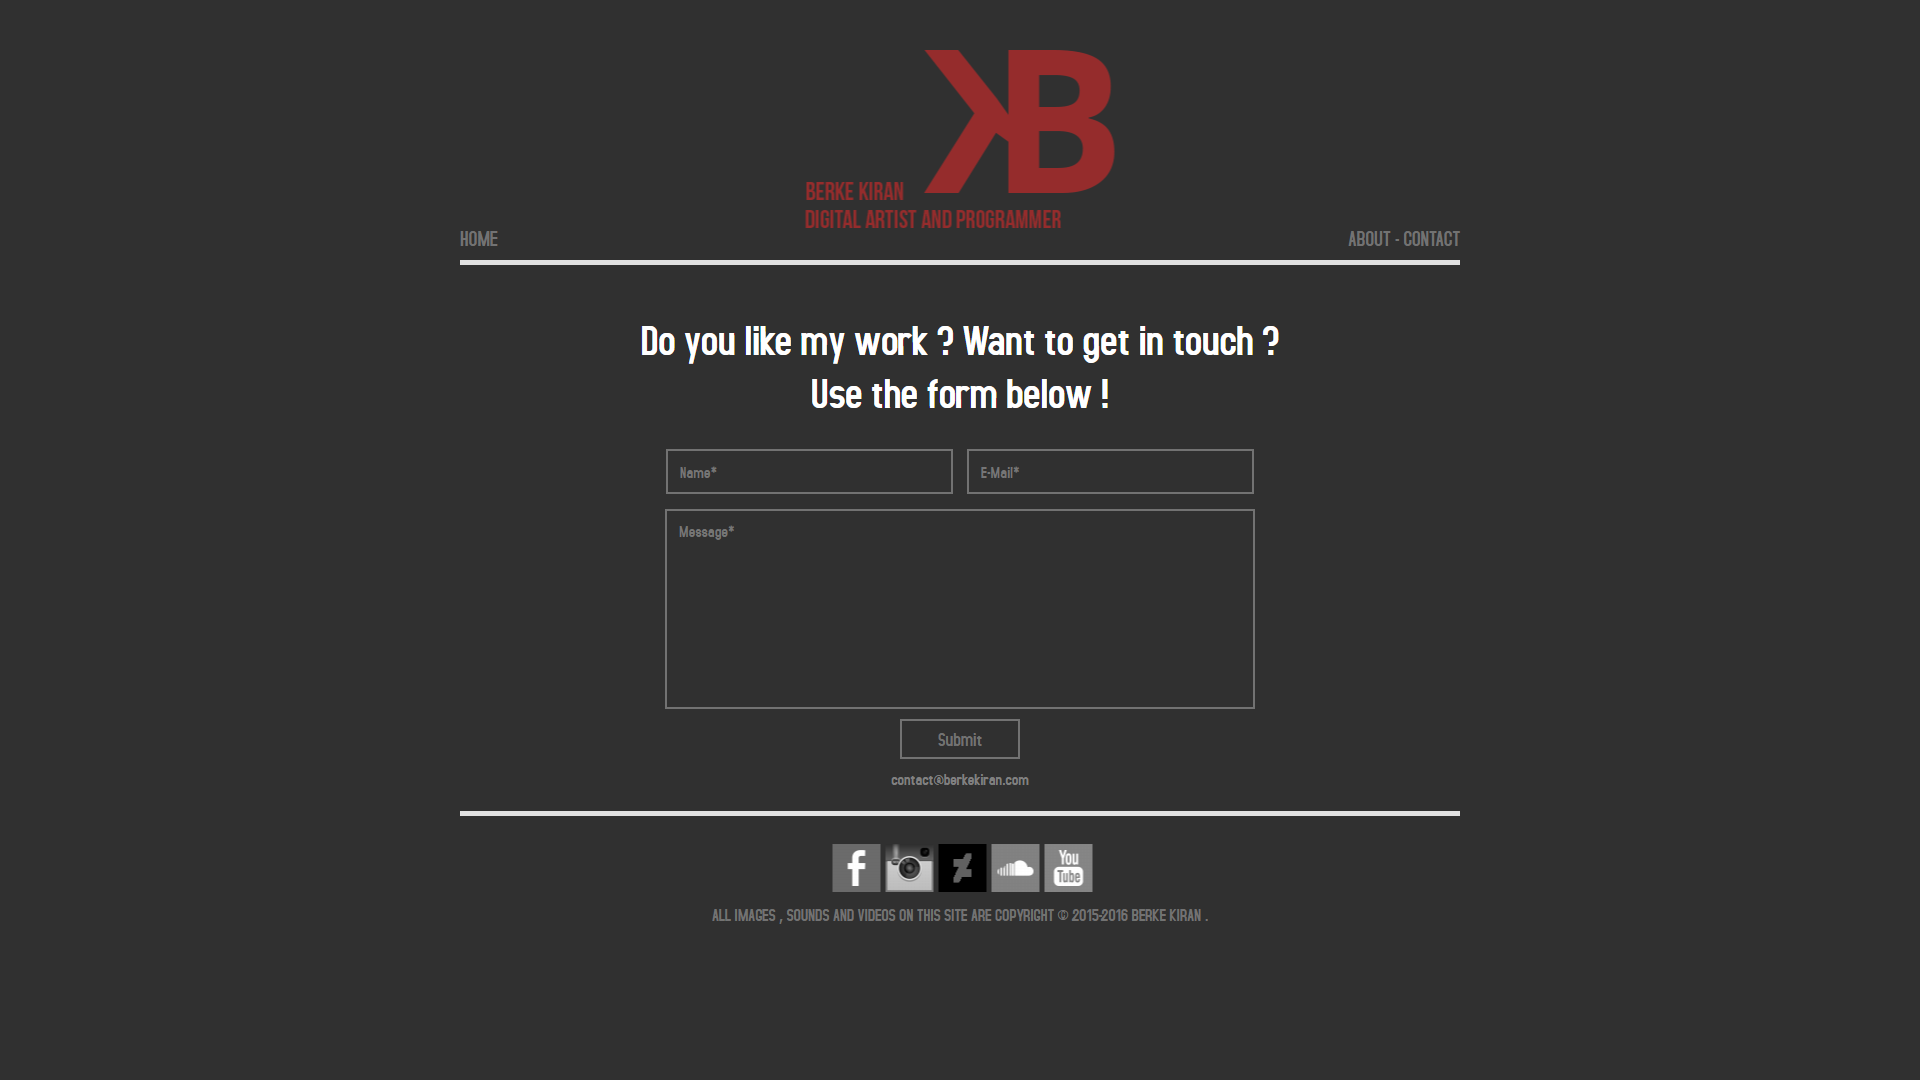 KB
BERKE KIRAN
DIGITAL ARTIST AND PROGRAMMER
HOME
ABOUT - CONTACT
Do you like my work ? Want to get in touch ?
Use the form below !
Name*
E-Mail*
Message*
Submit
contact@berkekiran.com
f
You
Tube
ALL IMAGES , SOUNDS AND VIDEOS ON THIS SITE ARE COPYRIGHT © 2015-2016 BERKE KIRAN .